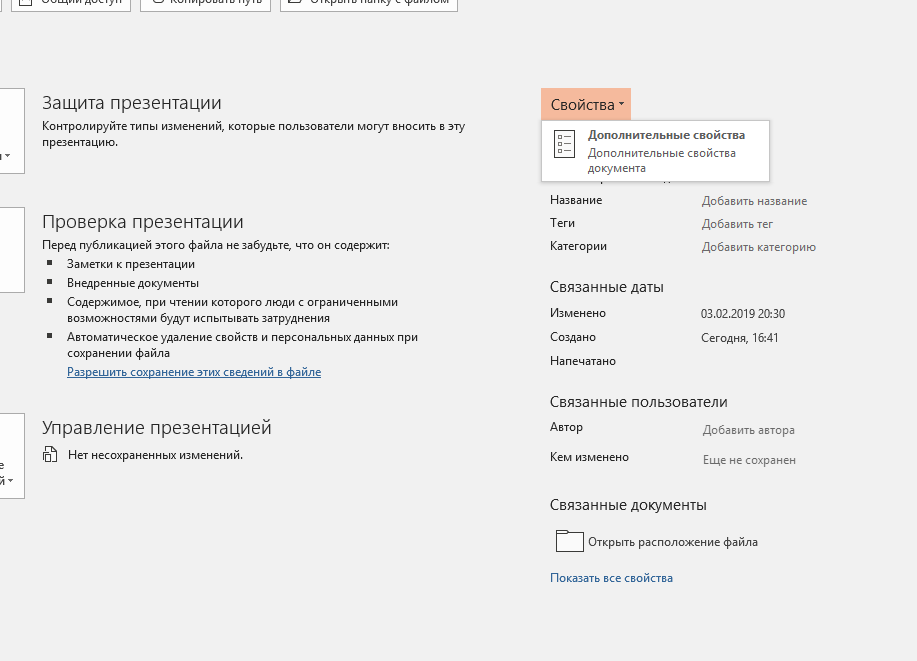 Общий доступ
Копировать путь
Открыть папку с файлом
Защита презентации
Контролируйте типы изменений, которые пользователи могут вносить в эту
презентацию.
Проверка презентации
Перед публикацией этого файла не забудьте, что он содержит:
Заметки к презентации
Внедренные документы
Содержимое, при чтении которого люди с ограниченными
возможностями будут испытывать затруднения
Автоматическое удаление свойств и персональных данных при
сохранении файла
Разрешить сохранение этих сведений в файле
Управление презентацией
Нет несохраненных изменений.
Свойства
Дополнительные свойства
Дополнительные свойства
документа
Название Добавить название
Теги Добавить тег
Категории Добавить категорию
Связанные даты
Изменено 03.02.2019 20:30
Создано Сегодня, 16:41
Напечатано
Связанные пользователи
Автор Добавить автора
Кем изменено Еще не сохранен
Связанные документы
Открыть расположение файла
Показать все свойства